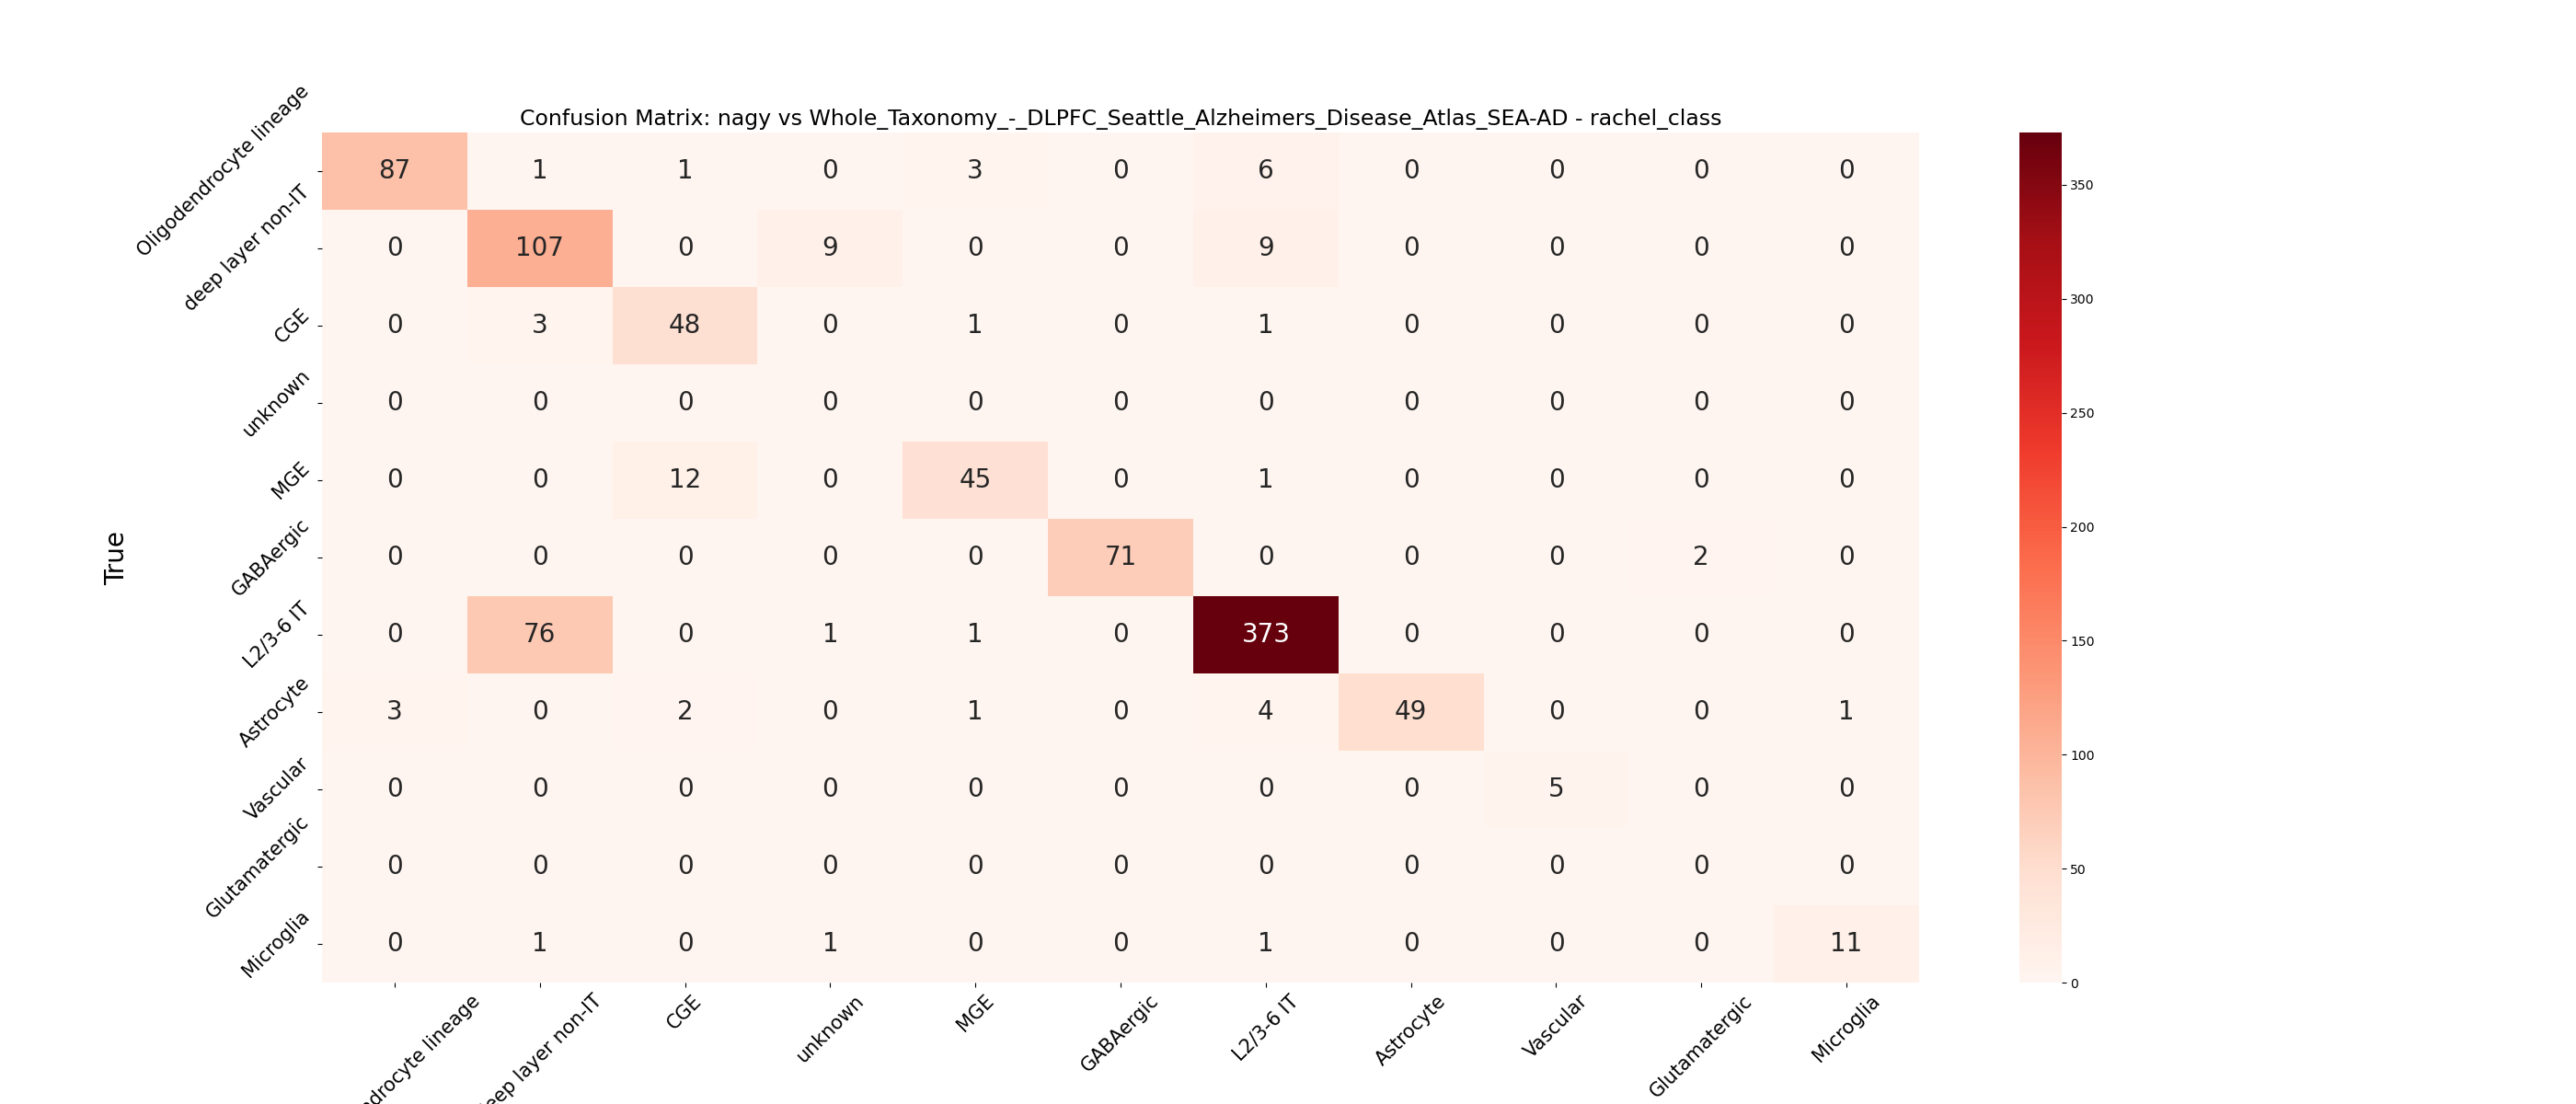 Confusion Matrix: nagy vs Whole_Taxonomy_-_DLPFC_Seattle_Alzheimers_Disease_Atlas_SEA-AD - rachel_class
True
Oligodendrocyte lineage 87 1 1 0 3 0 6 0 0 0 0
deep layer non-IT 0 107 0 9 0 0 9 0 0 0 0
CGE 0 3 48 0 1 0 1 0 0 0 0
unknown 0 0 0 0 0 0 0 0 0 0 0
MGE 0 0 12 0 45 0 1 0 0 0 0
GABAergic 0 0 0 0 0 71 0 0 0 2 0
L2/3-6 IT 0 76 0 1 1 0 373 0 0 0 0
Astrocyte 3 0 2 0 1 0 4 49 0 0 1
Vascular 0 0 0 0 0 0 0 0 5 0 0
Glutamatergic 0 0 0 0 0 0 0 0 0 0 0
Microglia 0 1 0 1 0 0 1 0 0 0 11
ndrocyte lineage
eep layer non-IT
CGE
unknown
MGE
GABAergic
L2/3-6 IT
Astrocyte
Vascular
Glutamatergic
Microglia
350
300
250
200
150
100
50
0